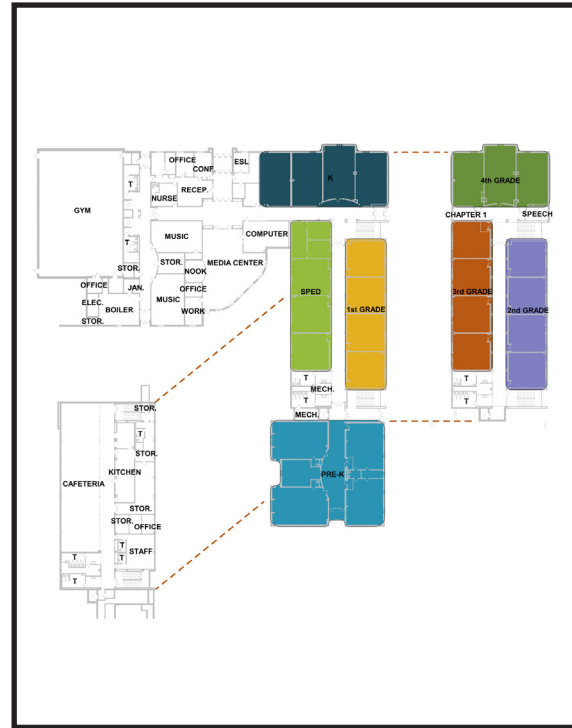 OFFICE
CONF.
ESL
T
NURSE
RECEP.
K
4th GRADE
GYM
CHAPTER 1
SPEECH
MUSIC
COMPUTER
T
STOR.
STOR.
NOOK
MEDIA CENTER
OFFICE
JAN.
OFFICE
ELEC.
BOILER
MUSIC
WORK
STOR.
SPED
1st GRADE
3rd GRADE
2nd GRADE
T
MECH.
T
T
T
MECH.
STOR.
T
STOR.
KITCHEN
CAFETERIA
PRE-K
STOR.
STOR.
OFFICE
T
STAFF
T
T
T